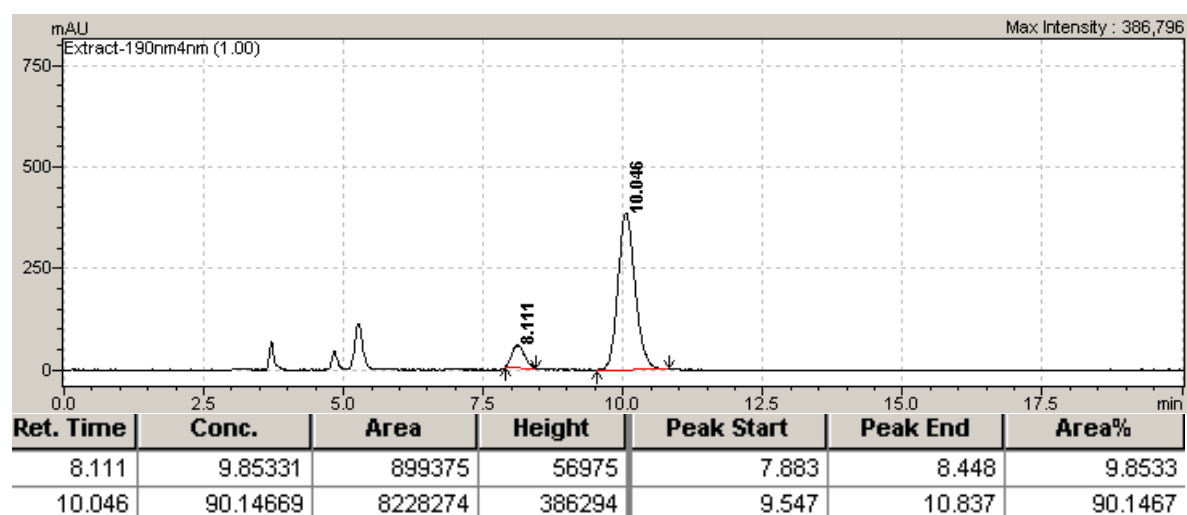 mAU Max Intensity : 386,796
Extract-190nm4nm (1.00)
750
500
250
0
10.046
8.111
0.0 2.5 5.0 7.5 10.0 12.5 15.0 17.5 min
Ret. Time Conc. Area Height Peak Start Peak End Area%
8.111 9.85331 899375 56975 7.883 8.448 9.8533
10.046 90.14669 8228274 386294 9.547 10.837 90.1467